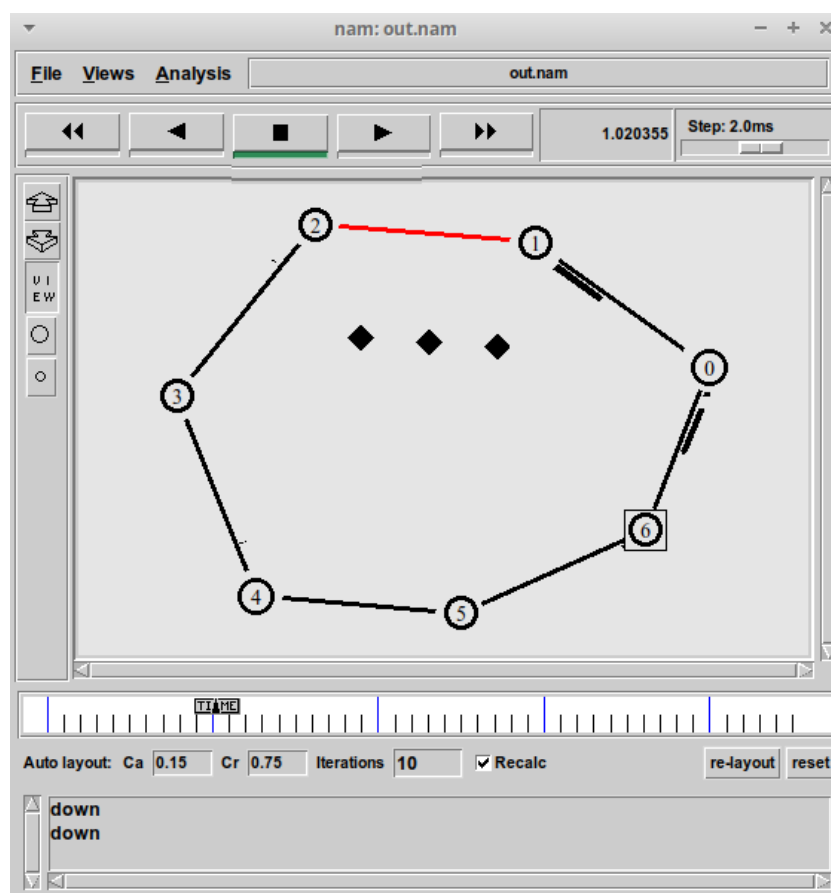 nam: out.nam
File Views Analysis out.nam
1.020355 Step: 2.0ms
V I
E W
2
1
0
3
6
4
5
TIME
Auto layout: Ca 0.15 Cr 0.75 Iterations 10 Recalc re-layout reset
down
down